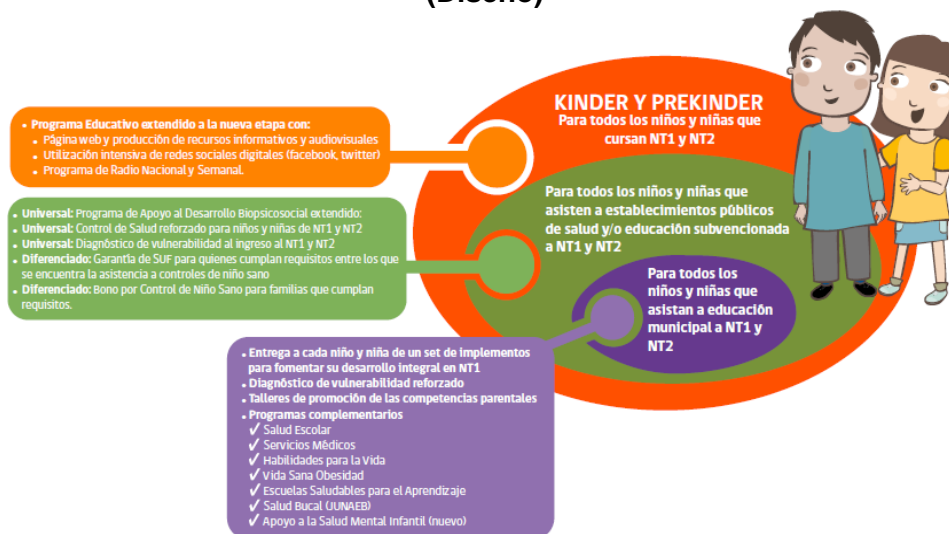 (Diseño)
KINDER Y PREKINDER
Para todos los niños y niñas que
cursan NT1 y NT2
• Programa Educativo extendido a la nueva etapa con:
• Página web y producción de recursos informativos y audiovisuales
• Utilización intensiva de redes sociales digitales (facebook, twitter)
• Programa de Radio Nacional y Semanal.
Para todos los niños y niñas que
asisten a establecimientos públicos
de salud y/o educación subvencionada
a NT1 y NT2
• Universal: Programa de Apoyo al Desarrollo Biopsicosocial extendido:
• Universal: Control de Salud reforzado para niños y niñas de NT1 y NT2
• Universal: Diagnóstico de vulnerabilidad al ingreso al NT1 y NT2
• Diferenciado: Garantía de SUF para quienes cumplan requisitos entre los que
se encuentra la asistencia a controles de niño sano
• Diferenciado: Bono por Control de Niño Sano para familias que cumplan
requisitos.
Para todos los
niños y niñas que
asistan a educación
municipal a NT1 y
NT2
• Entrega a cada niño y niña de un set de implementos
para fomentar su desarrollo integral en NT1
• Diagnóstico de vulnerabilidad reforzado
• Talleres de promoción de las competencias parentales
• Programas complementarios
✓ Salud Escolar
✓ Servicios Médicos
✓ Habilidades para la Vida
✓ Vida Sana Obesidad
✓ Escuelas Saludables para el Aprendizaje
✓ Salud Bucal (JUNAEB)
✓ Apoyo a la Salud Mental Infantil (nuevo)